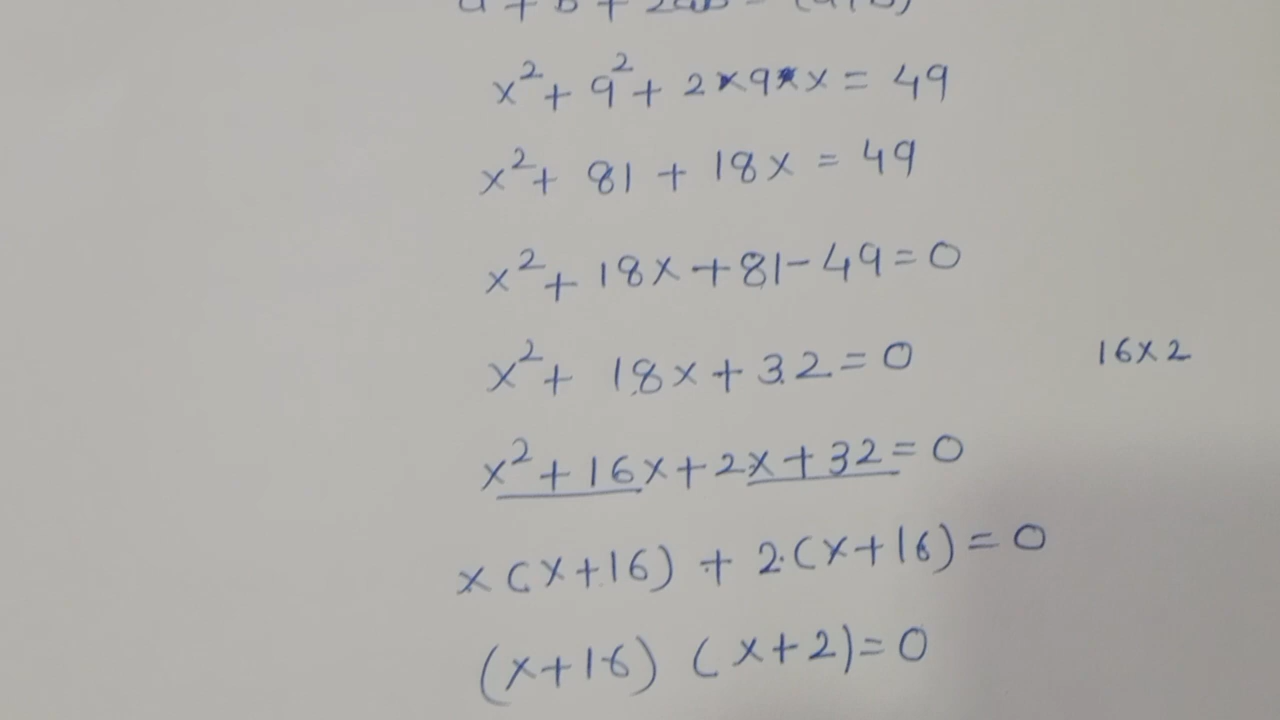 x² + 9² + 2×9×x = 49
x² + 81 + 18x = 49
x² + 18x + 81 - 49 = 0
x² + 18x + 32 = 0
16×2
x² + 16x + 2x + 32 = 0
x(x+16) + 2·(x+16) = 0
(x+16) (x+2) = 0